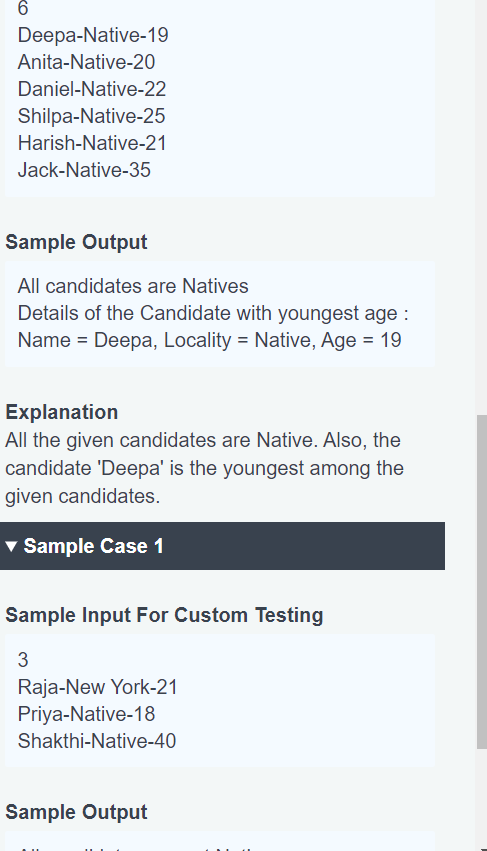 6
Deepa-Native-19
Anita-Native-20
Daniel-Native-22
Shilpa-Native-25
Harish-Native-21
Jack-Native-35
Sample Output
All candidates are Natives
Details of the Candidate with youngest age :
Name = Deepa, Locality = Native, Age = 19
Explanation
All the given candidates are Native. Also, the
candidate 'Deepa' is the youngest among the
given candidates.
▼ Sample Case 1
Sample Input For Custom Testing
3
Raja-New York-21
Priya-Native-18
Shakthi-Native-40
Sample Output